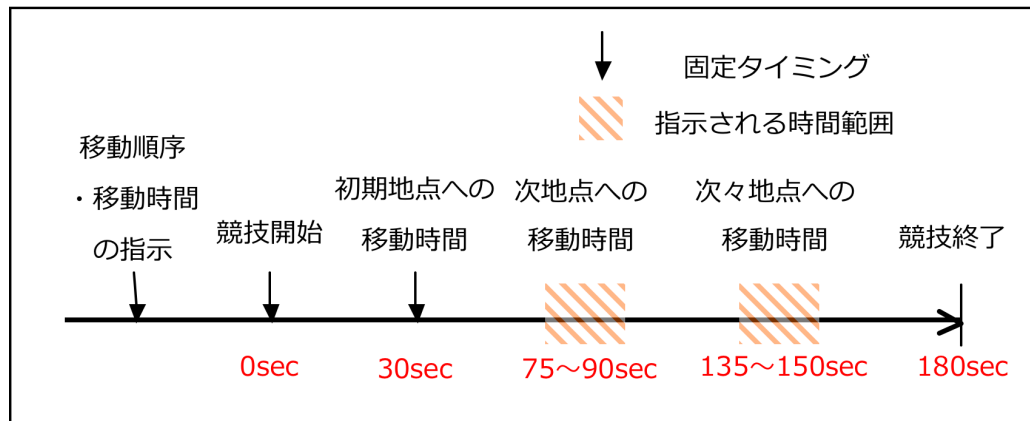 固定タイミング
指示される時間範囲
移動順序
・移動時間
の指示
競技開始
初期地点への
移動時間
次地点への
移動時間
次々地点への
移動時間
競技終了
0sec
30sec
75～90sec
135～150sec
180sec